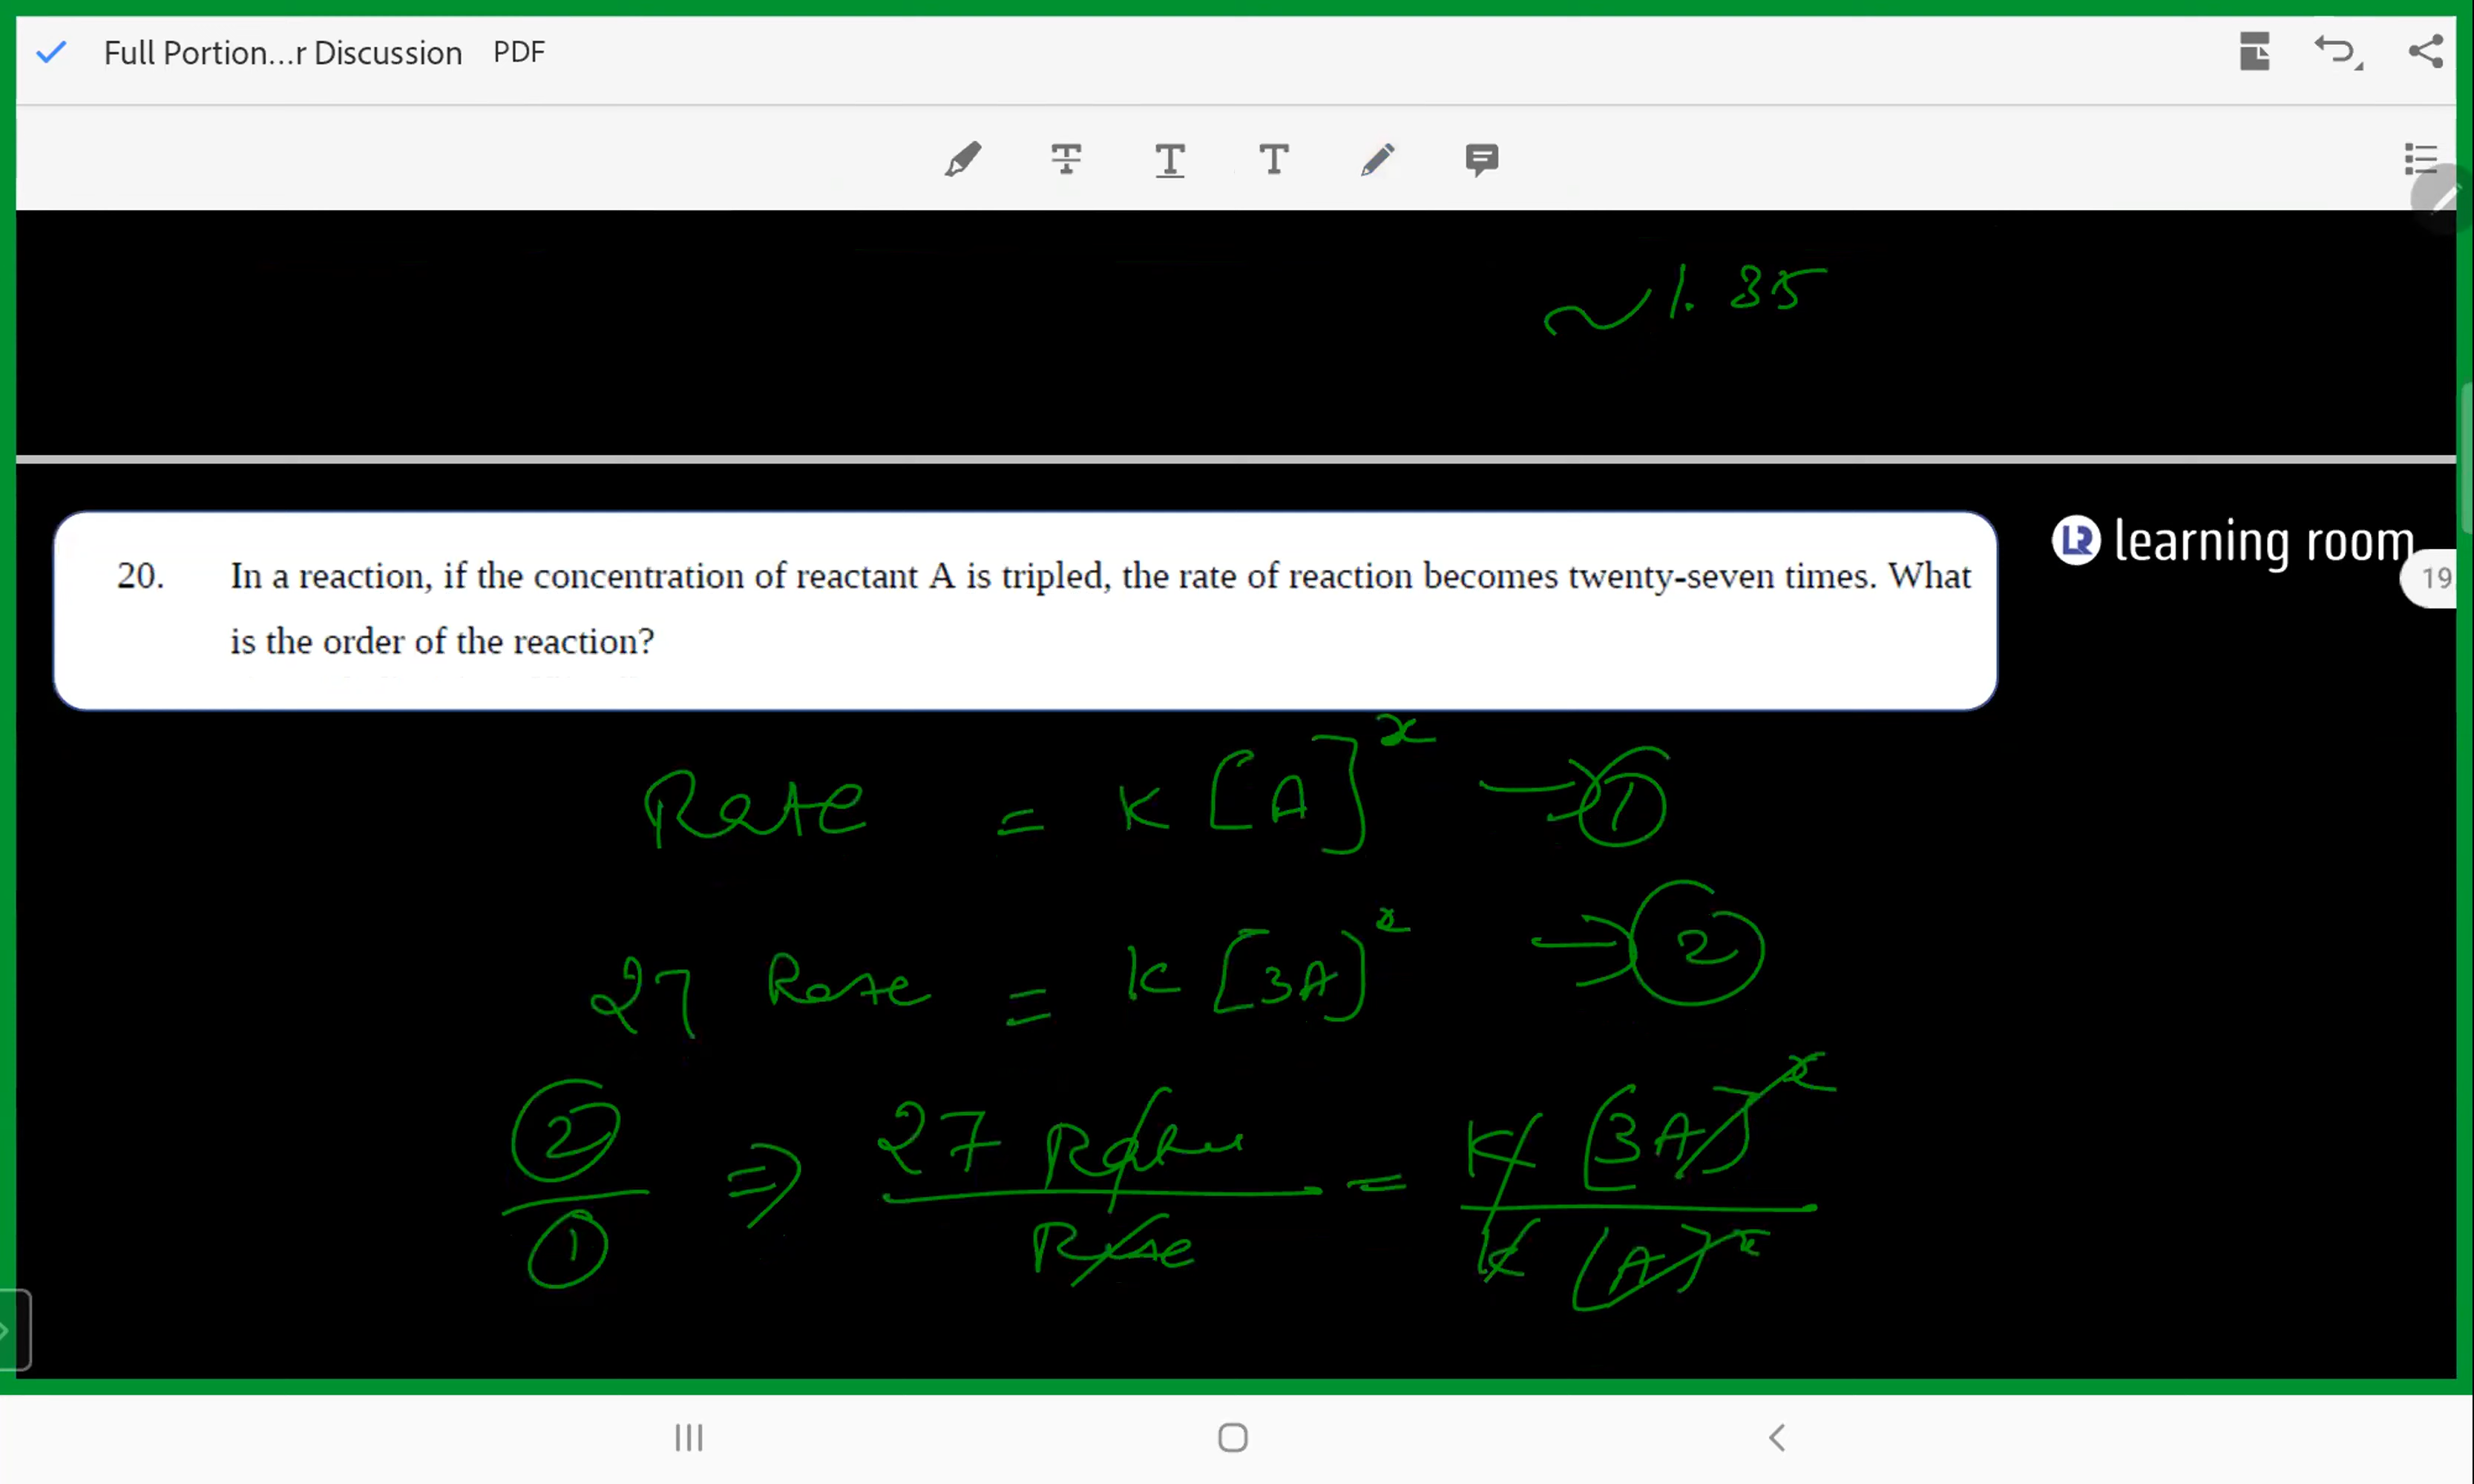 Full Portion...r Discussion PDF
~ 1.35
learning room
19
20. In a reaction, if the concentration of reactant A is tripled, the rate of reaction becomes twenty-seven times. What
is the order of the reaction?
Rate = K [A]^x → ①
27 Rate = K [3A]^x → ②
②/① ⇒ 27 Rate / Rate = K [3A]^x / K [A]^x